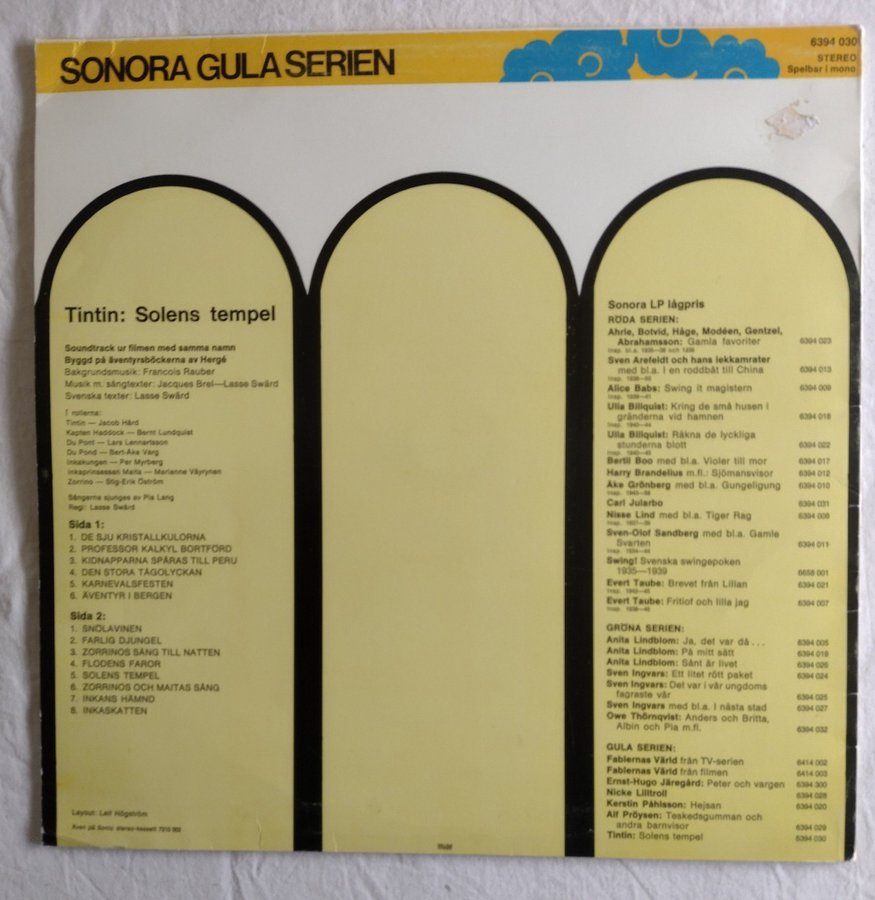 SONORA GULA SERIEN
6394 030
STEREO
Spelbar i mono
Tintin: Solens tempel
Soundtrack ur filmen med samma namn
Byggd på äventyrsböckerna av Hergé
Bakgrundsmusik: Francois Rauber
Musik m. sångtexter: Jacques Brel—Lasse Swärd
Svenska texter: Lasse Swärd
I rollerna:
Tintin — Jacob Hård
Kapten Haddock — Bernt Lundquist
Du Pont — Lars Lennartsson
Du Pond — Bert-Åke Varg
Inkakungen — Per Myrberg
Inkaprinsessan Maita — Marianne Väyrynen
Zorrino — Stig-Erik Öström
Sångerna sjunges av Pia Lang
Regi: Lasse Swärd
Sida 1:
1. DE SJU KRISTALLKULORNA
2. PROFESSOR KALKYL BORTFÖRD
3. KIDNAPPARNA SPÅRAS TILL PERU
4. DEN STORA TÅGOLYCKAN
5. KARNEVALSFESTEN
6. ÄVENTYR I BERGEN
Sida 2:
1. SNÖLAVINEN
2. FARLIG DJUNGEL
3. ZORRINOS SÅNG TILL NATTEN
4. FLODENS FAROR
5. SOLENS TEMPEL
6. ZORRINOS OCH MAITAS SÅNG
7. INKANS HÄMND
8. INKASKATTEN
Layout: Leif Högström
Även på Sonic stereo-kassett 7215 002
Sonora LP lågpris
RÖDA SERIEN:
Ahrle, Botvid, Håge, Modéen, Gentzel,
Abrahamsson: Gamla favoriter 6394 023
Sven Arefeldt och hans lekkamrater
med bl.a. I en roddbåt till China 6394 013
Alice Babs: Swing it magistern 6394 009
Ulla Billquist: Kring de små husen i
gränderna vid hamnen 6394 018
Ulla Billquist: Räkna de lyckliga
stunderna blott 6394 022
Bertil Boo med bl.a. Violer till mor 6394 017
Harry Brandelius m.fl.: Sjömansvisor 6394 012
Åke Grönberg med bl.a. Gungeligung 6394 010
Carl Jularbo 6394 031
Nisse Lind med bl.a. Tiger Rag 6394 008
Sven-Olof Sandberg med bl.a. Gamle
Svarten 6394 011
Swing! Svenska swingepoken
1935—1939 6658 001
Evert Taube: Brevet från Lillan 6394 021
Evert Taube: Fritiof och lilla jag 6394 007
GRÖNA SERIEN:
Anita Lindblom: Ja, det var då . . . 6394 005
Anita Lindblom: På mitt sätt 6394 019
Anita Lindblom: Sånt är livet 6394 026
Sven Ingvars: Ett litet rött paket 6394 024
Sven Ingvars: Det var i vår ungdoms
fagraste vår 6394 025
Sven Ingvars med bl.a. I nästa stad 6394 027
Owe Thörnqvist: Anders och Britta,
Albin och Pia m.fl. 6394 032
GULA SERIEN:
Fablernas Värld från TV-serien 6414 002
Fablernas Värld från filmen 6414 003
Ernst-Hugo Järegård: Peter och vargen 6394 300
Nicke Lilltroll 6394 028
Kerstin Påhlsson: Hejsan 6394 020
Alf Pröysen: Teskedsgumman och
andra barnvisor 6394 029
Tintin: Solens tempel 6394 030